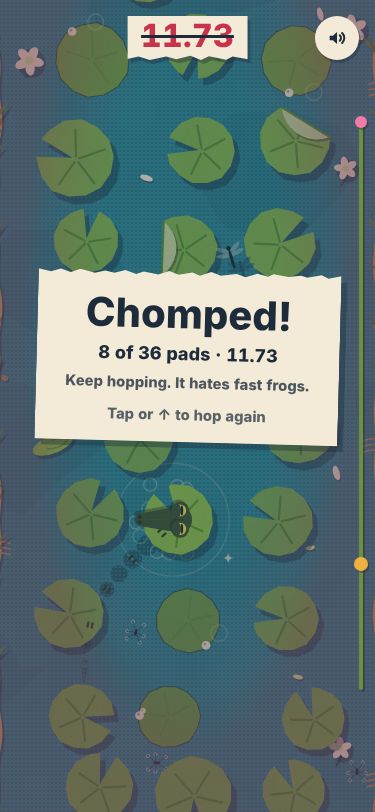 11.73
Chomped!
8 of 36 pads · 11.73
Keep hopping. It hates fast frogs.
Tap or ↑ to hop again